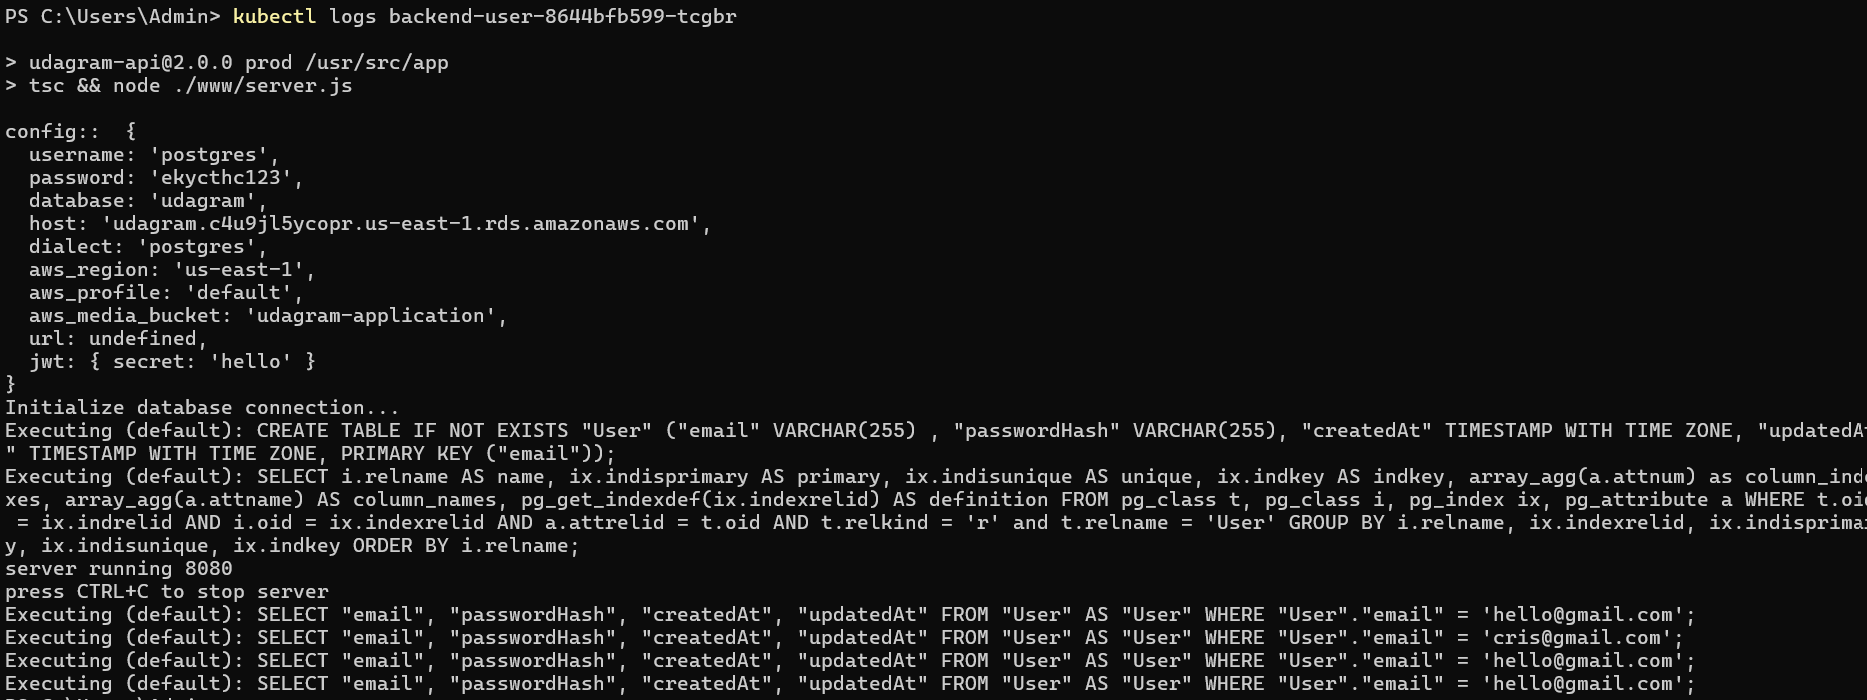 PS C:\Users\Admin> kubectl logs backend-user-8644bfb599-tcgbr
> udagram-api@2.0.0 prod /usr/src/app
> tsc && node ./www/server.js
config::  {
  username: 'postgres',
  password: 'ekycthc123',
  database: 'udagram',
  host: 'udagram.c4u9jl5ycopr.us-east-1.rds.amazonaws.com',
  dialect: 'postgres',
  aws_region: 'us-east-1',
  aws_profile: 'default',
  aws_media_bucket: 'udagram-application',
  url: undefined,
  jwt: { secret: 'hello' }
}
Initialize database connection...
Executing (default): CREATE TABLE IF NOT EXISTS "User" ("email" VARCHAR(255) , "passwordHash" VARCHAR(255), "createdAt" TIMESTAMP WITH TIME ZONE, "updatedAt
" TIMESTAMP WITH TIME ZONE, PRIMARY KEY ("email"));
Executing (default): SELECT i.relname AS name, ix.indisprimary AS primary, ix.indisunique AS unique, ix.indkey AS indkey, array_agg(a.attnum) as column_inde
xes, array_agg(a.attname) AS column_names, pg_get_indexdef(ix.indexrelid) AS definition FROM pg_class t, pg_class i, pg_index ix, pg_attribute a WHERE t.oid
 = ix.indrelid AND i.oid = ix.indexrelid AND a.attrelid = t.oid AND t.relkind = 'r' and t.relname = 'User' GROUP BY i.relname, ix.indexrelid, ix.indisprimar
y, ix.indisunique, ix.indkey ORDER BY i.relname;
server running 8080
press CTRL+C to stop server
Executing (default): SELECT "email", "passwordHash", "createdAt", "updatedAt" FROM "User" AS "User" WHERE "User"."email" = 'hello@gmail.com';
Executing (default): SELECT "email", "passwordHash", "createdAt", "updatedAt" FROM "User" AS "User" WHERE "User"."email" = 'cris@gmail.com';
Executing (default): SELECT "email", "passwordHash", "createdAt", "updatedAt" FROM "User" AS "User" WHERE "User"."email" = 'hello@gmail.com';
Executing (default): SELECT "email", "passwordHash", "createdAt", "updatedAt" FROM "User" AS "User" WHERE "User"."email" = 'hello@gmail.com';